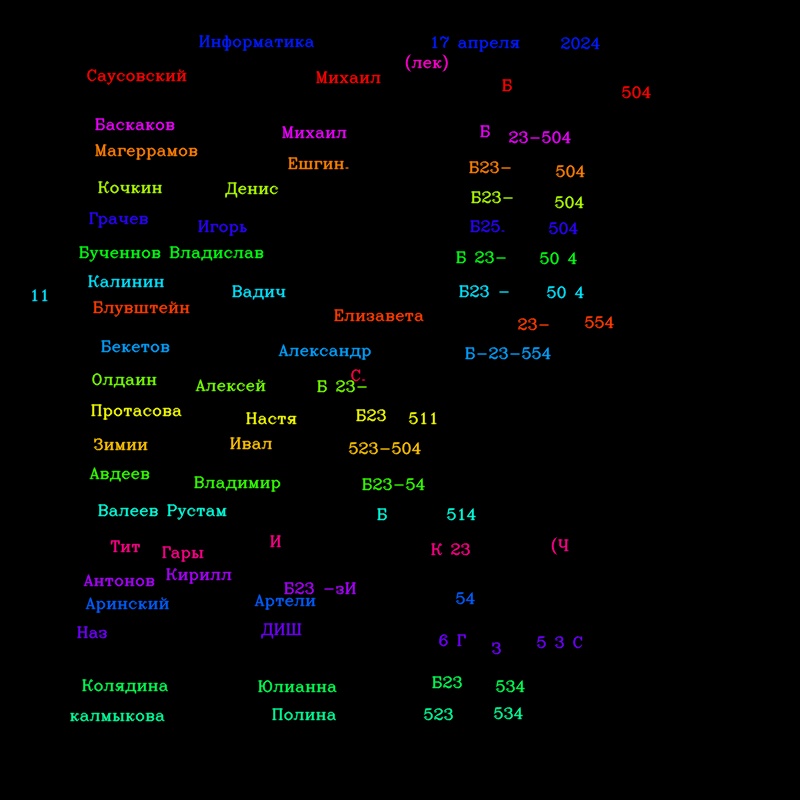 Информатика 17 апреля 2024
(лек)
Саусовский Михаил Б 504
Баскаков Михаил Б 23-504
Магеррамов Ешгин. Б23- 504
Кочкин Денис Б23- 504
Грачев Игорь Б25. 504
Бученнов Владислав Б 23- 50 4
11 Калинин Вадич Б23 - 50 4
Блувштейн Елизавета 23- 554
Бекетов Александр Б-23-554
С.
Олдаин Алексей Б 23-
Протасова Настя Б23 511
Зимии Ивал 523-504
Авдеев Владимир Б23-54
Валеев Рустам Б 514
Тит Гары И К 23 (Ч
Антонов Кирилл Б23 -зИ
Аринский Артели 54
Наз ДИШ 6 Г З 5 3 С
Колядина Юлианна Б23 534
калмыкова Полина 523 534